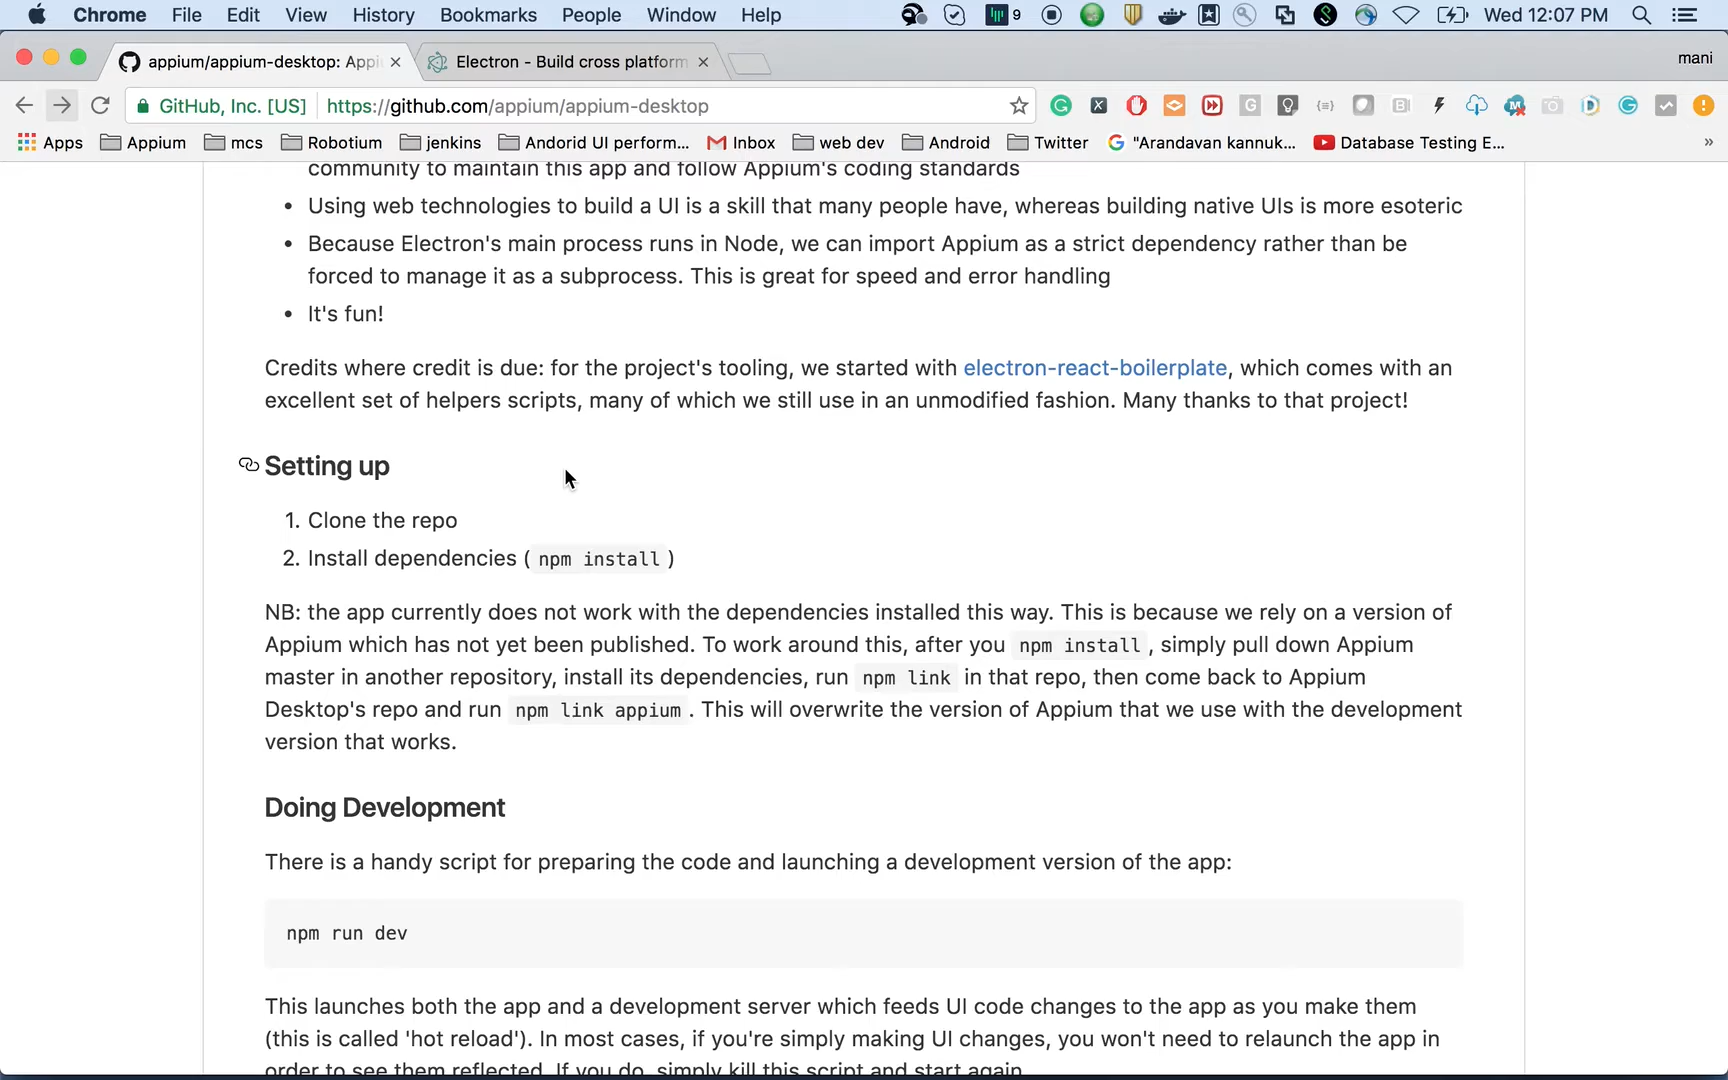 Chrome File Edit View History Bookmarks People Window Help 9 Wed 12:07 PM
appium/appium-desktop: Appi Electron - Build cross platform mani
GitHub, Inc. [US] https://github.com/appium/appium-desktop
Apps Appium mcs Robotium jenkins Andorid UI perform... Inbox web dev Android Twitter "Arandavan kannuk... Database Testing E... »
community to maintain this app and follow Appium's coding standards
• Using web technologies to build a UI is a skill that many people have, whereas building native UIs is more esoteric
• Because Electron's main process runs in Node, we can import Appium as a strict dependency rather than be
forced to manage it as a subprocess. This is great for speed and error handling
• It's fun!
Credits where credit is due: for the project's tooling, we started with electron-react-boilerplate, which comes with an
excellent set of helpers scripts, many of which we still use in an unmodified fashion. Many thanks to that project!
Setting up
1. Clone the repo
2. Install dependencies ( npm install )
NB: the app currently does not work with the dependencies installed this way. This is because we rely on a version of
Appium which has not yet been published. To work around this, after you npm install , simply pull down Appium
master in another repository, install its dependencies, run npm link in that repo, then come back to Appium
Desktop's repo and run npm link appium . This will overwrite the version of Appium that we use with the development
version that works.
Doing Development
There is a handy script for preparing the code and launching a development version of the app:
npm run dev
This launches both the app and a development server which feeds UI code changes to the app as you make them
(this is called 'hot reload'). In most cases, if you're simply making UI changes, you won't need to relaunch the app in
order to see them reflected. If you do, simply kill this script and start again.